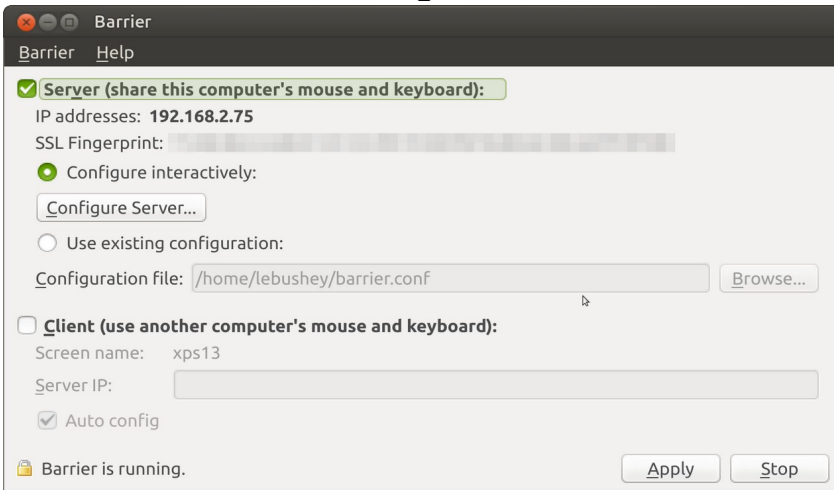 Barrier
Barrier Help
Server (share this computer's mouse and keyboard):
IP addresses: 192.168.2.75
SSL Fingerprint:
Configure interactively:
Configure Server...
Use existing configuration:
Configuration file: /home/lebushey/barrier.conf Browse...
Client (use another computer's mouse and keyboard):
Screen name: xps13
Server IP:
Auto config
Barrier is running. Apply Stop